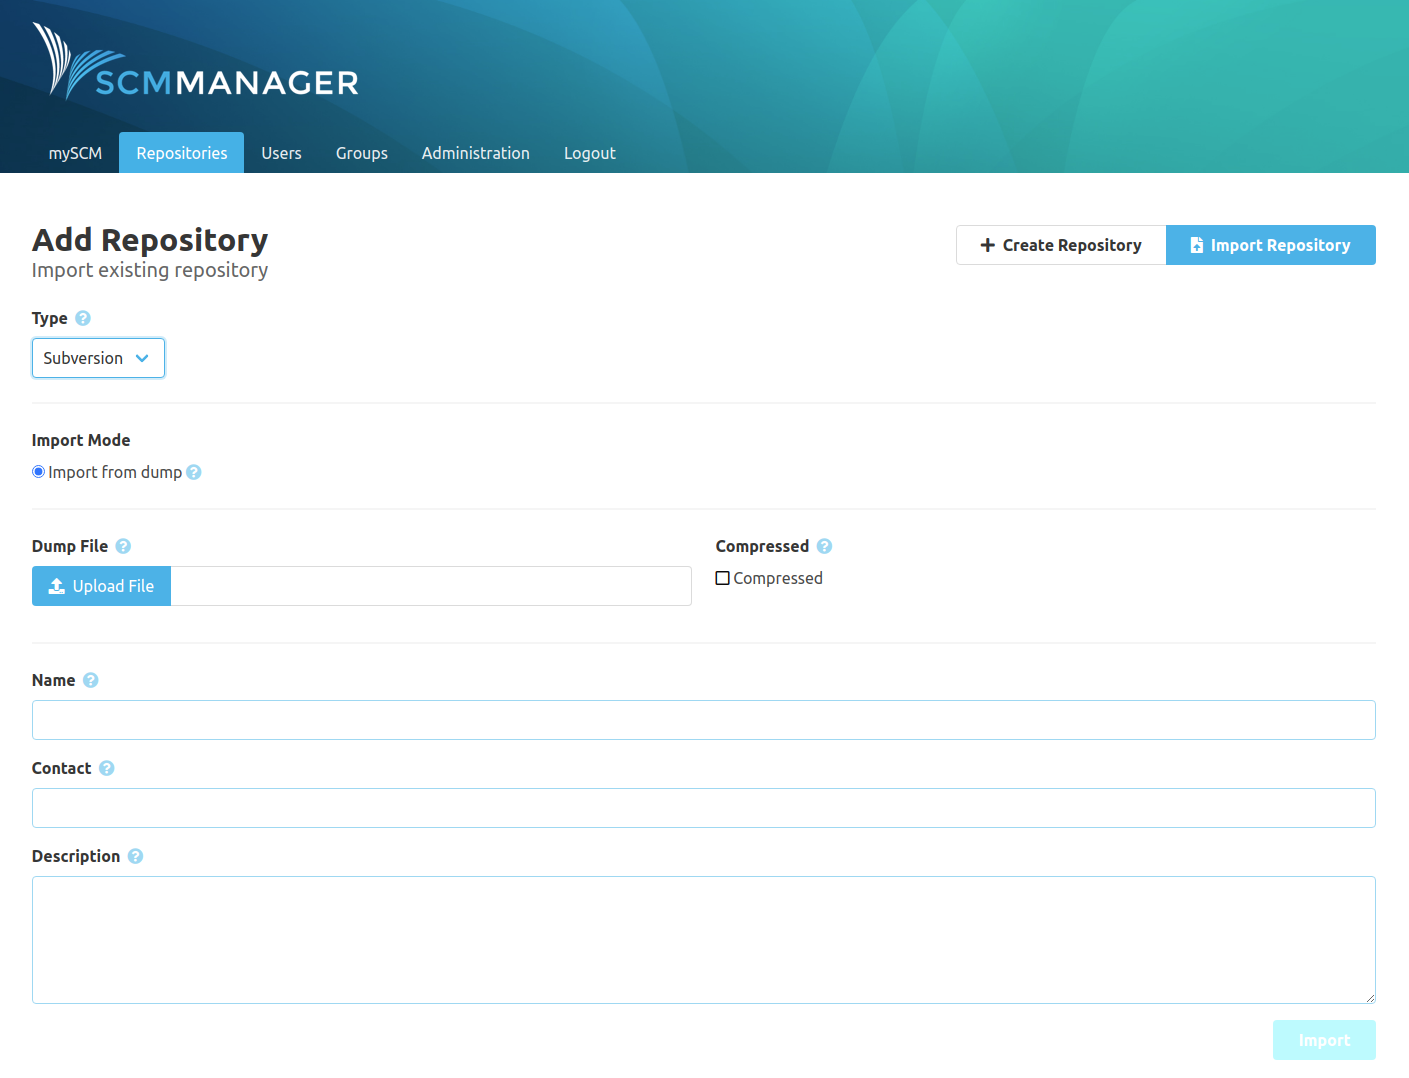 SCMMANAGER
mySCM Repositories Users Groups Administration Logout
Add Repository
Import existing repository
Create Repository Import Repository
Type
Subversion
Import Mode
Import from dump
Dump File
Upload File
Compressed
Compressed
Name
Contact
Description
Import